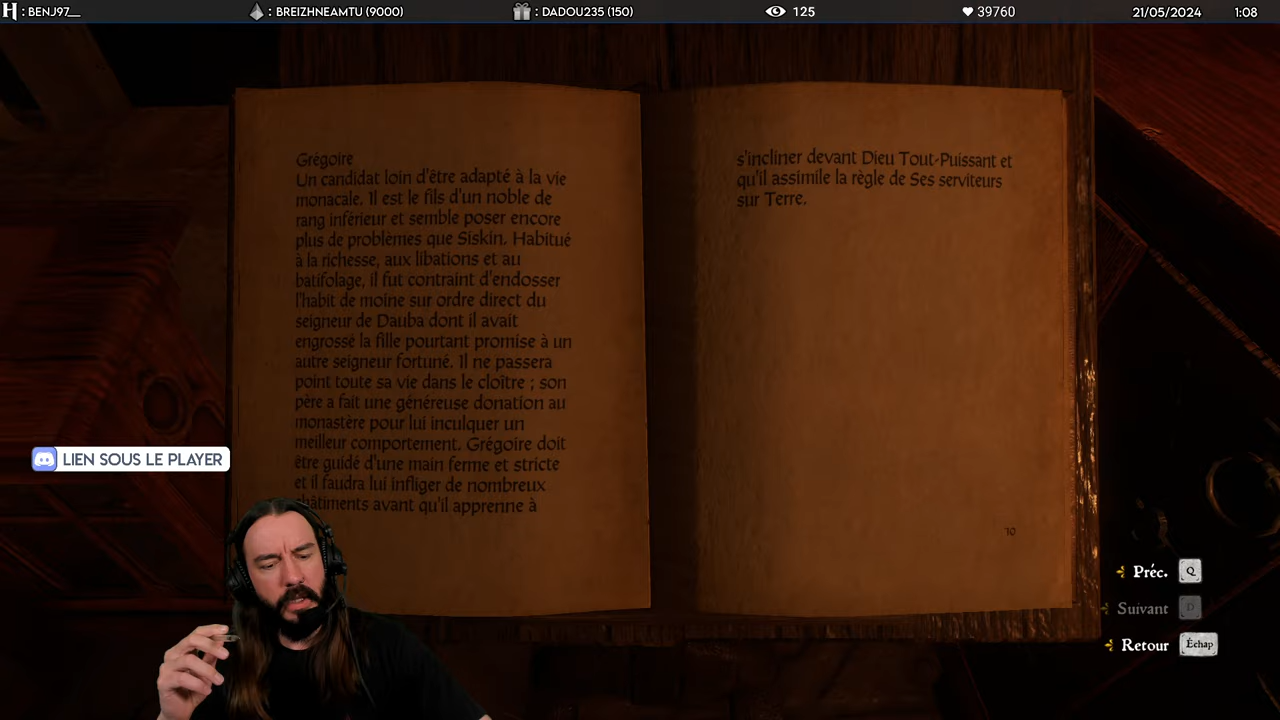 H : BENJ97__
: BREIZHNEAMTU (9000)
: DADOU235 (150)
125
39760
21/05/2024
1:08
Grégoire
Un candidat loin d'être adapté à la vie
monacale. Il est le fils d'un noble de
rang inférieur et semble poser encore
plus de problèmes que Siskin. Habitué
à la richesse, aux libations et au
batifolage, il fut contraint d'endosser
l'habit de moine sur ordre direct du
seigneur de Dauba dont il avait
engrossé la fille pourtant promise à un
autre seigneur fortuné. Il ne passera
point toute sa vie dans le cloître ; son
père a fait une généreuse donation au
monastère pour lui inculquer un
meilleur comportement. Grégoire doit
être guidé d'une main ferme et stricte
et il faudra lui infliger de nombreux
châtiments avant qu'il apprenne à
s'incliner devant Dieu Tout-Puissant et
qu'il assimile la règle de Ses serviteurs
sur Terre.
10
LIEN SOUS LE PLAYER
Préc. Q
Suivant D
Retour Échap